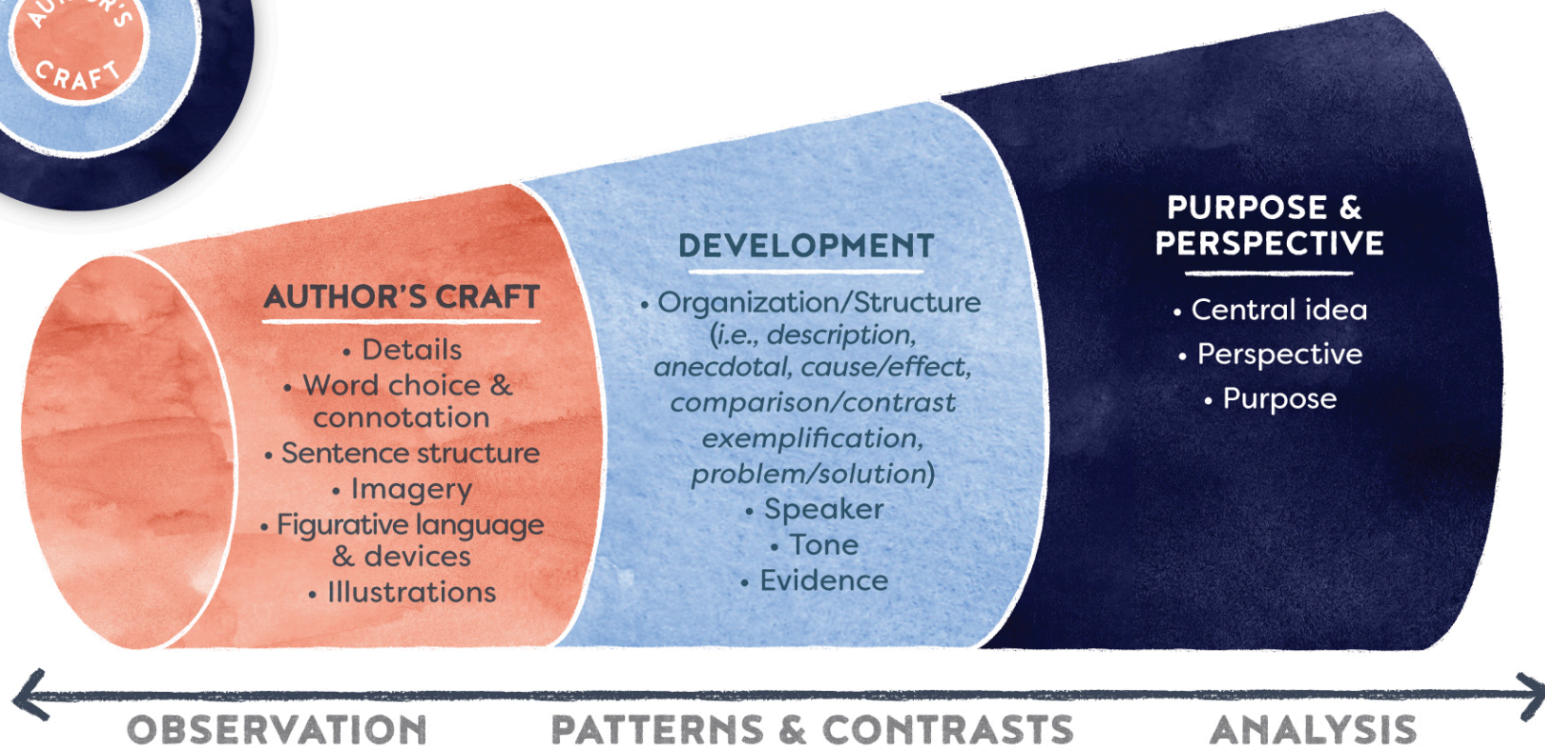 AUTHOR'S
CRAFT
AUTHOR'S CRAFT
• Details
• Word choice &
connotation
• Sentence structure
• Imagery
• Figurative language
& devices
• Illustrations
DEVELOPMENT
• Organization/Structure
(i.e., description,
anecdotal, cause/effect,
comparison/contrast
exemplification,
problem/solution)
• Speaker
• Tone
• Evidence
PURPOSE &
PERSPECTIVE
• Central idea
• Perspective
• Purpose
OBSERVATION
PATTERNS & CONTRASTS
ANALYSIS